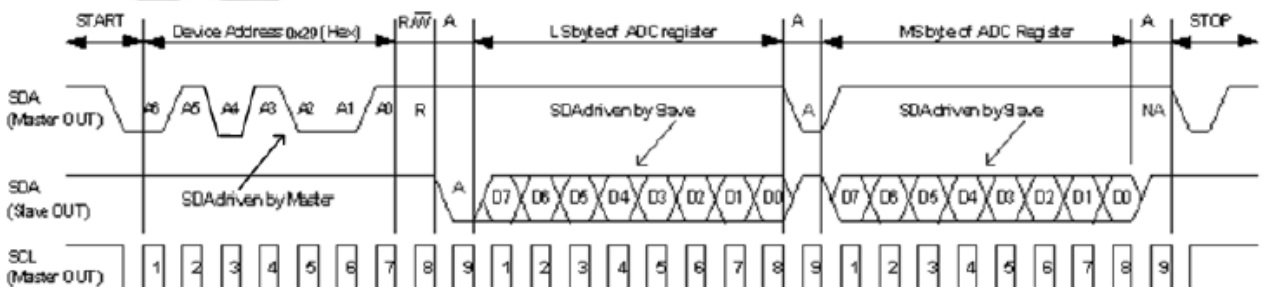 START Device Address 0x29 (Hex) R/W A LSbyte of ADC register A MSbyte of ADC Register A STOP
SDA
(Master OUT)
A6 A5 A4 A3 A2 A1 A0 R SDA driven by Slave A SDA driven by Slave NA
SDA
(Slave OUT)
SDA driven by Master A D7 D6 D5 D4 D3 D2 D1 D0 D7 D6 D5 D4 D3 D2 D1 D0
SCL
(Master OUT)
1 2 3 4 5 6 7 8 9 1 2 3 4 5 6 7 8 9 1 2 3 4 5 6 7 8 9